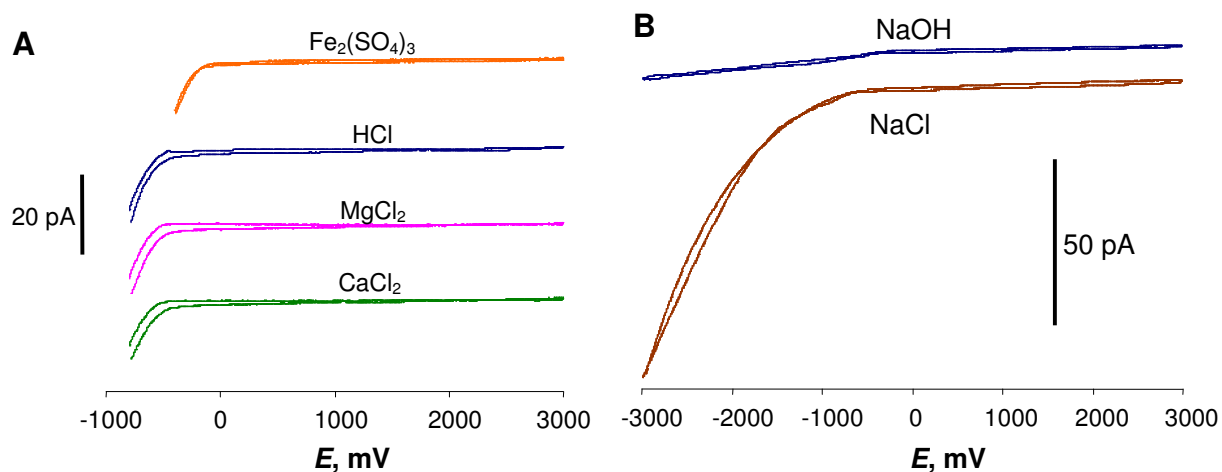 A
Fe₂(SO₄)₃
HCl
20 pA
MgCl₂
CaCl₂
-1000 0 1000 2000 3000
E, mV
B
NaOH
NaCl
50 pA
-3000 -2000 -1000 0 1000 2000 3000
E, mV